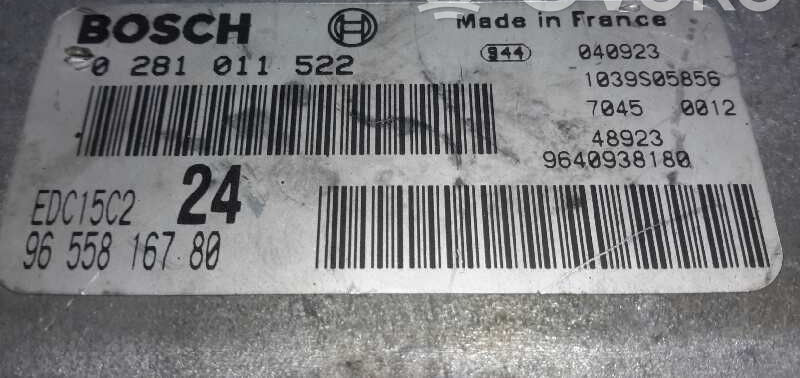 BOSCH
Made in France
0 281 011 522
944 040923
1039S05856
7045 0012
48923
9640938180
EDC15C2 24
96 558 167 80